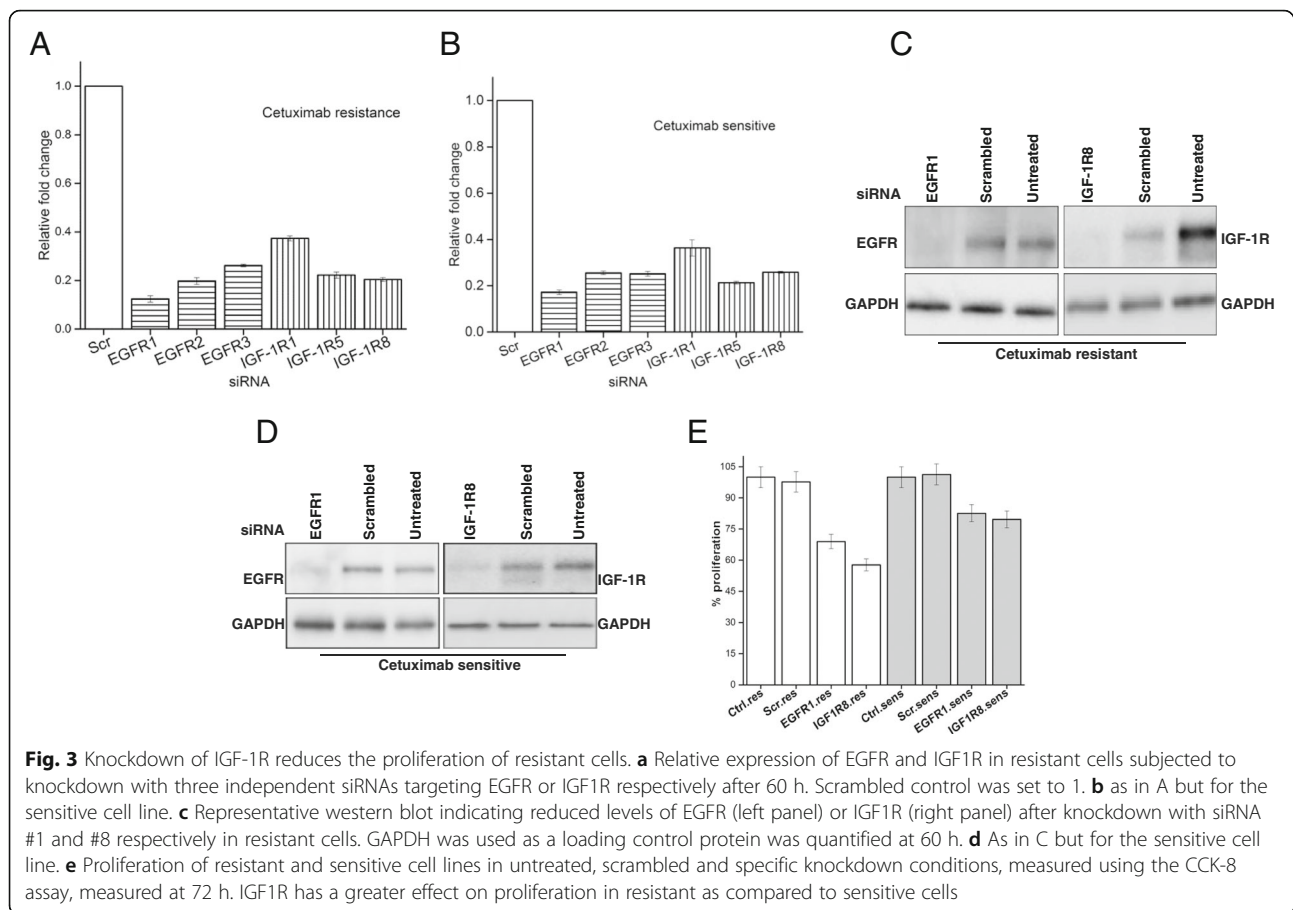 A
Cetuximab resistance
Relative fold change
1.0
0.8
0.6
0.4
0.2
0.0
Scr
EGFR1
EGFR2
EGFR3
IGF-1R1
IGF-1R5
IGF-1R8
siRNA
B
Cetuximab sensitive
Relative fold change
1.0
0.8
0.6
0.4
0.2
0.0
Scr
EGFR1
EGFR2
EGFR3
IGF-1R1
IGF-1R5
IGF-1R8
siRNA
C
siRNA
EGFR1
Scrambled
Untreated
IGF-1R8
Scrambled
Untreated
EGFR
IGF-1R
GAPDH
GAPDH
Cetuximab resistant
D
siRNA
EGFR1
Scrambled
Untreated
IGF-1R8
Scrambled
Untreated
EGFR
IGF-1R
GAPDH
GAPDH
Cetuximab sensitive
E
% proliferation
105
90
75
60
45
30
15
0
Ctrl.res
Scr.res
EGFR1.res
IGF1R8.res
Ctrl.sens
Scr.sens
EGFR1.sens
IGF1R8.sens
Fig. 3 Knockdown of IGF-1R reduces the proliferation of resistant cells. a Relative expression of EGFR and IGF1R in resistant cells subjected to
knockdown with three independent siRNAs targeting EGFR or IGF1R respectively after 60 h. Scrambled control was set to 1. b as in A but for the
sensitive cell line. c Representative western blot indicating reduced levels of EGFR (left panel) or IGF1R (right panel) after knockdown with siRNA
#1 and #8 respectively in resistant cells. GAPDH was used as a loading control protein was quantified at 60 h. d As in C but for the sensitive cell
line. e Proliferation of resistant and sensitive cell lines in untreated, scrambled and specific knockdown conditions, measured using the CCK-8
assay, measured at 72 h. IGF1R has a greater effect on proliferation in resistant as compared to sensitive cells